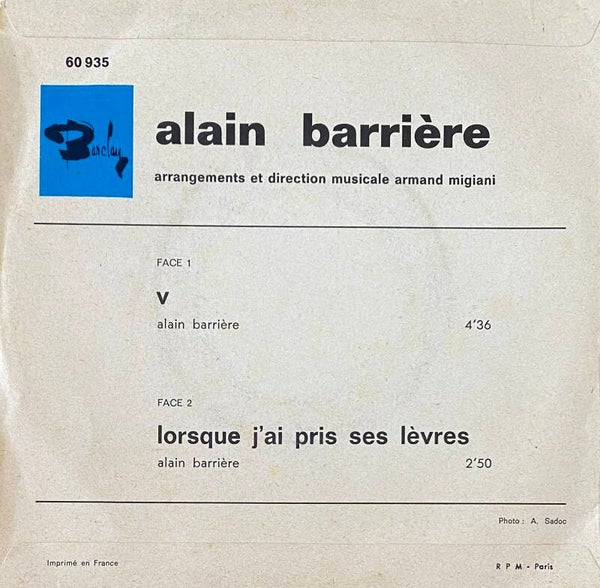 60 935
Barclay
alain barrière
arrangements et direction musicale armand migiani
FACE 1
v
alain barrière 4'36
FACE 2
lorsque j'ai pris ses lèvres
alain barrière 2'50
Photo : A. Sadoc
Imprimé en France R P M - Paris